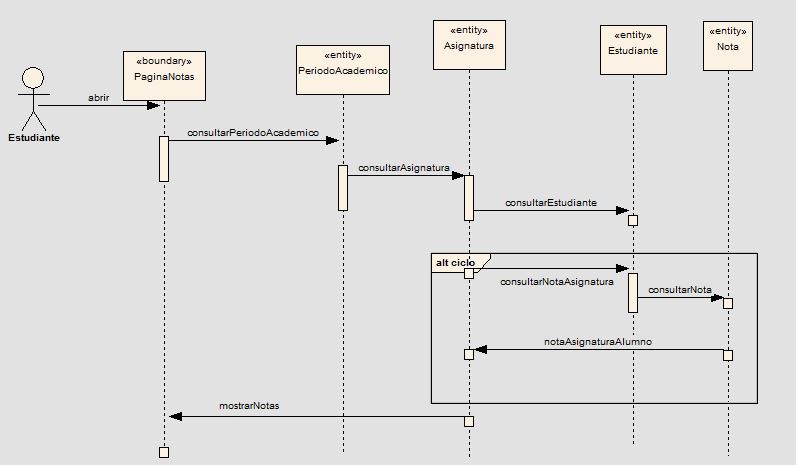 «boundary»
PaginaNotas
«entity»
PeriodoAcademico
«entity»
Asignatura
«entity»
Estudiante
«entity»
Nota
Estudiante
abrir
consultarPeriodoAcademico
consultarAsignatura
consultarEstudiante
alt ciclo
consultarNotaAsignatura
consultarNota
notaAsignaturaAlumno
mostrarNotas